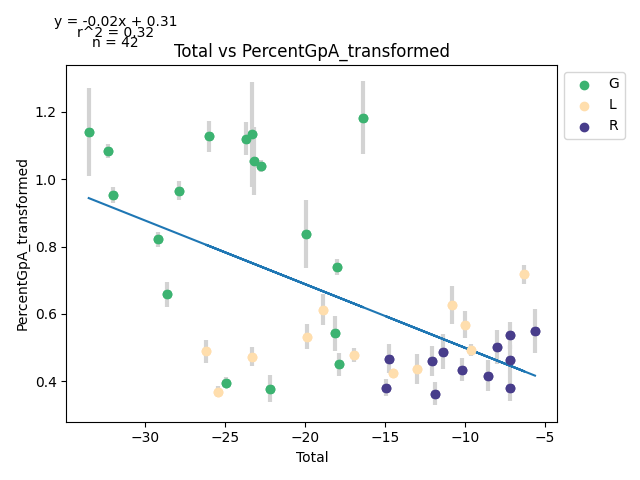 y = -0.02x + 0.31
r^2 = 0.32
n = 42
Total vs PercentGpA_transformed
G
L
R
PercentGpA_transformed
1.2
1.0
0.8
0.6
0.4
−30
−25
−20
−15
−10
−5
Total